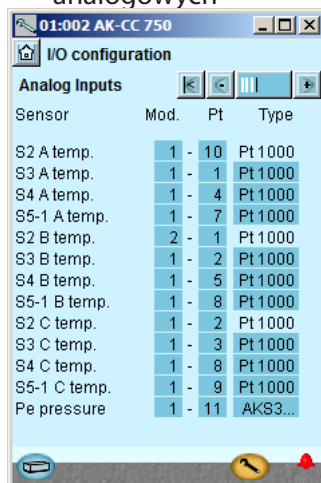 analogowych
01:002 AK-CC 750
I/O configuration
Analog Inputs
Sensor Mod. Pt Type
S2 A temp. 1 - 10 Pt 1000
S3 A temp. 1 - 1 Pt 1000
S4 A temp. 1 - 4 Pt 1000
S5-1 A temp. 1 - 7 Pt 1000
S2 B temp. 2 - 1 Pt 1000
S3 B temp. 1 - 2 Pt 1000
S4 B temp. 1 - 5 Pt 1000
S5-1 B temp. 1 - 8 Pt 1000
S2 C temp. 1 - 2 Pt 1000
S3 C temp. 1 - 3 Pt 1000
S4 C temp. 1 - 8 Pt 1000
S5-1 C temp. 1 - 9 Pt 1000
Pe pressure 1 - 11 AKS3...